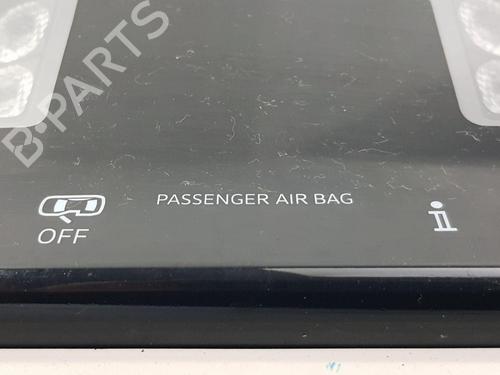 B-PARTS
PASSENGER AIR BAG
OFF
i